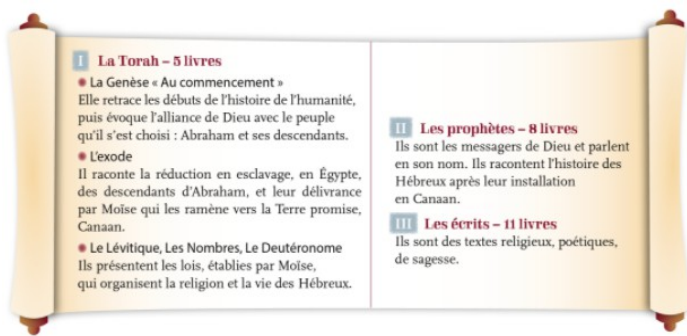 I La Torah – 5 livres
• La Genèse « Au commencement »
Elle retrace les débuts de l'histoire de l'humanité,
puis évoque l'alliance de Dieu avec le peuple
qu'il s'est choisi : Abraham et ses descendants.
• L'exode
Il raconte la réduction en esclavage, en Égypte,
des descendants d'Abraham, et leur délivrance
par Moïse qui les ramène vers la Terre promise,
Canaan.
• Le Lévitique, Les Nombres, Le Deutéronome
Ils présentent les lois, établies par Moïse,
qui organisent la religion et la vie des Hébreux.
II Les prophètes – 8 livres
Ils sont les messagers de Dieu et parlent
en son nom. Ils racontent l'histoire des
Hébreux après leur installation
en Canaan.
III Les écrits – 11 livres
Ils sont des textes religieux, poétiques,
de sagesse.